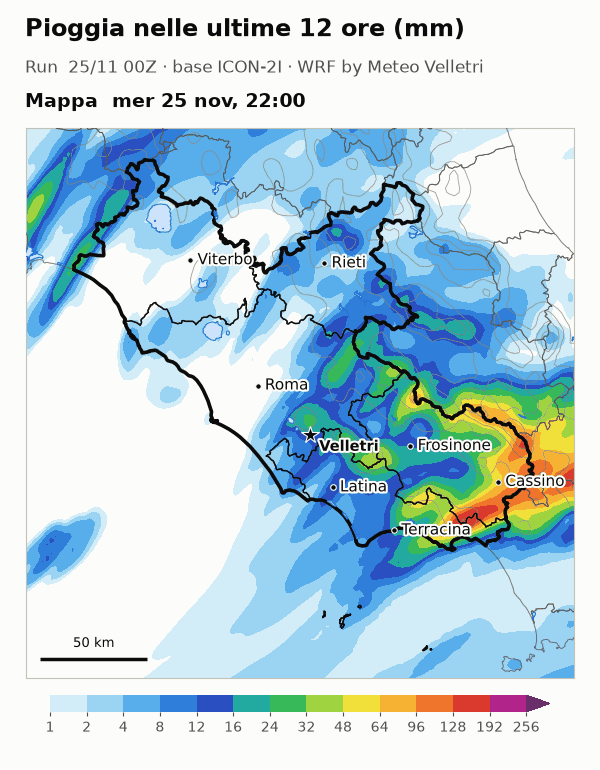 Pioggia nelle ultime 12 ore (mm)
Run  25/11 00Z · base ICON-2I · WRF by Meteo Velletri
Mappa  mer 25 nov, 22:00
Viterbo
Rieti
Roma
Velletri
Frosinone
Cassino
Latina
Terracina
50 km
1 2 4 8 12 16 24 32 48 64 96 128 192 256